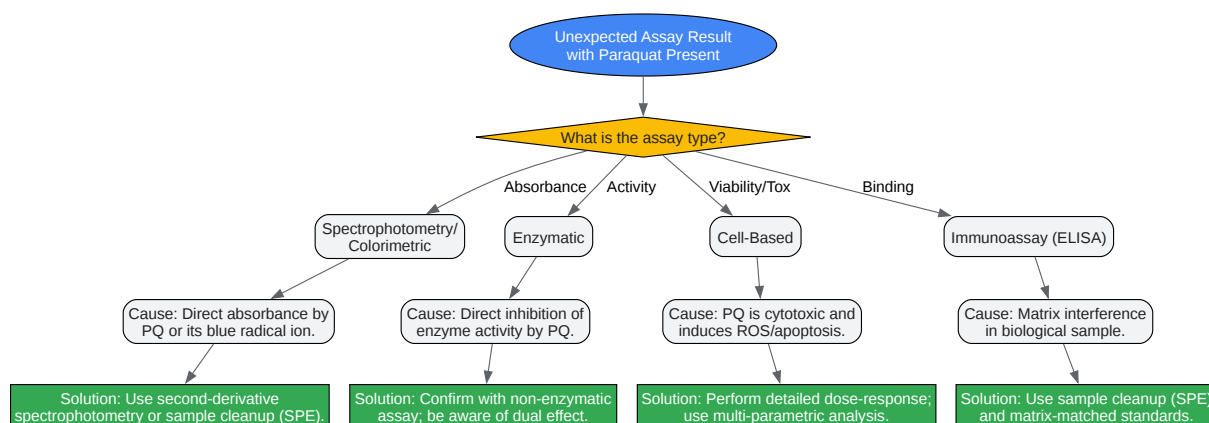 Unexpected Assay Result
with Paraquat Present
What is the assay type?
Absorbance
Activity
Viability/Tox
Binding
Spectrophotometry/
Colorimetric
Enzymatic
Cell-Based
Immunoassay (ELISA)
Cause: Direct absorbance by
PQ or its blue radical ion.
Cause: Direct inhibition of
enzyme activity by PQ.
Cause: PQ is cytotoxic and
induces ROS/apoptosis.
Cause: Matrix interference
in biological sample.
Solution: Use second-derivative
spectrophotometry or sample cleanup (SPE).
Solution: Confirm with non-enzymatic
assay; be aware of dual effect.
Solution: Perform detailed dose-response;
use multi-parametric analysis.
Solution: Use sample cleanup (SPE)
and matrix-matched standards.